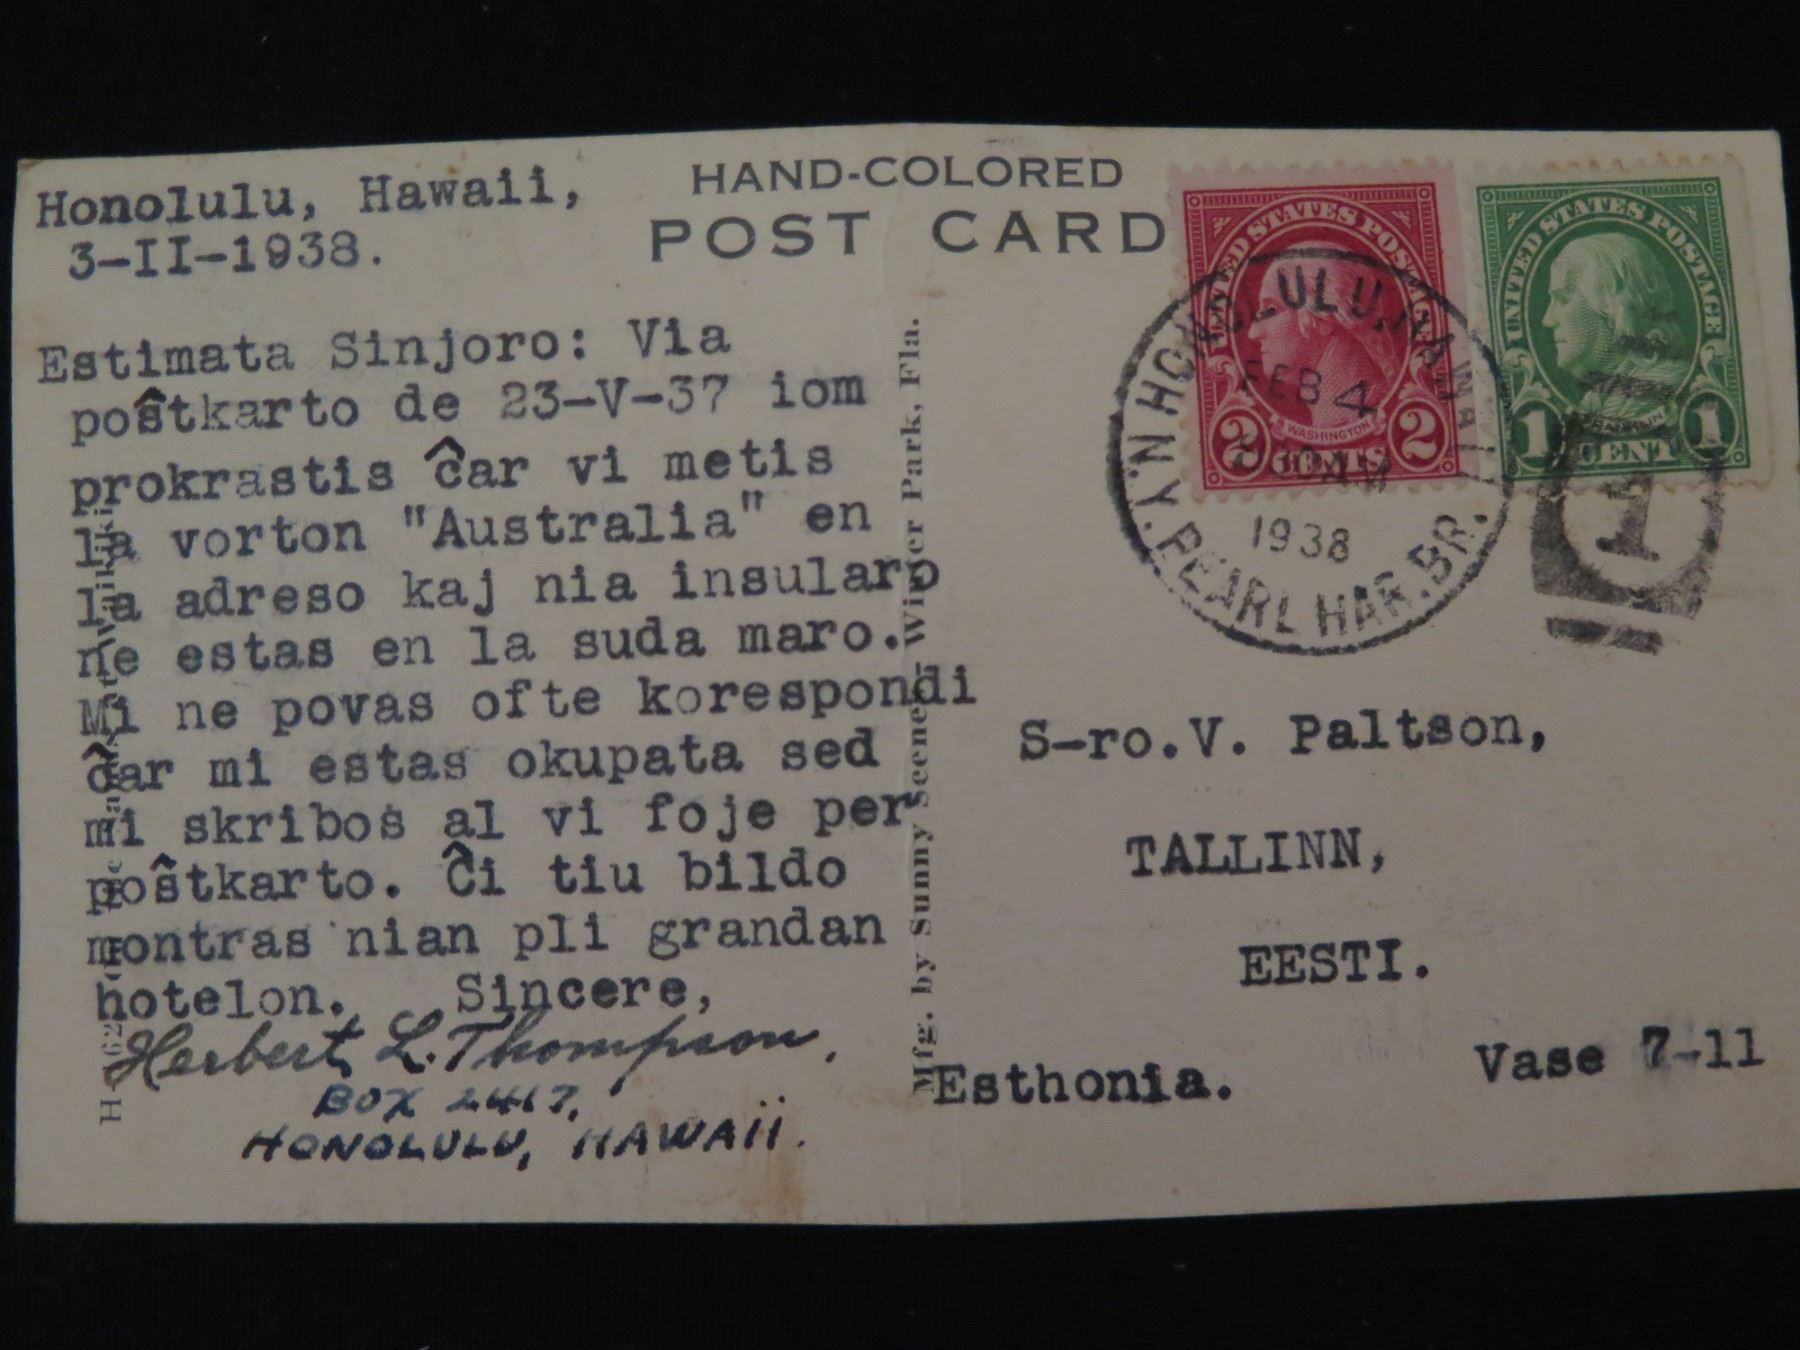 Honolulu, Hawaii,
3-II-1938.
Estimata Sinjoro: Via
poŝtkarto de 23-V-37 iom
prokrastis ĉar vi metis
la vorton "Australia" en
la adreso kaj nia insularo
ne estas en la suda maro.
Mi ne povas ofte korespondi
ĉar mi estas okupata sed
mi skribos al vi foje per
poŝtkarto. Ĉi tiu bildo
montras nian pli grandan
hotelon. Sincere,
Herbert L. Thompson,
BOX 2417,
HONOLULU, HAWAII.
HAND-COLORED
POST CARD
Mfg. by Sunny Scenes, Winter Park, Fla.
UNITED STATES POSTAGE
WASHINGTON
2 CENTS 2
UNITED STATES POSTAGE
FRANKLIN
1 CENT 1
HONOLULU, HAWAII
FEB 4
1938
N.Y. PEARL HAR. BR.
S-ro.V. Paltson,
TALLINN,
EESTI.
Esthonia.
Vase 7-11